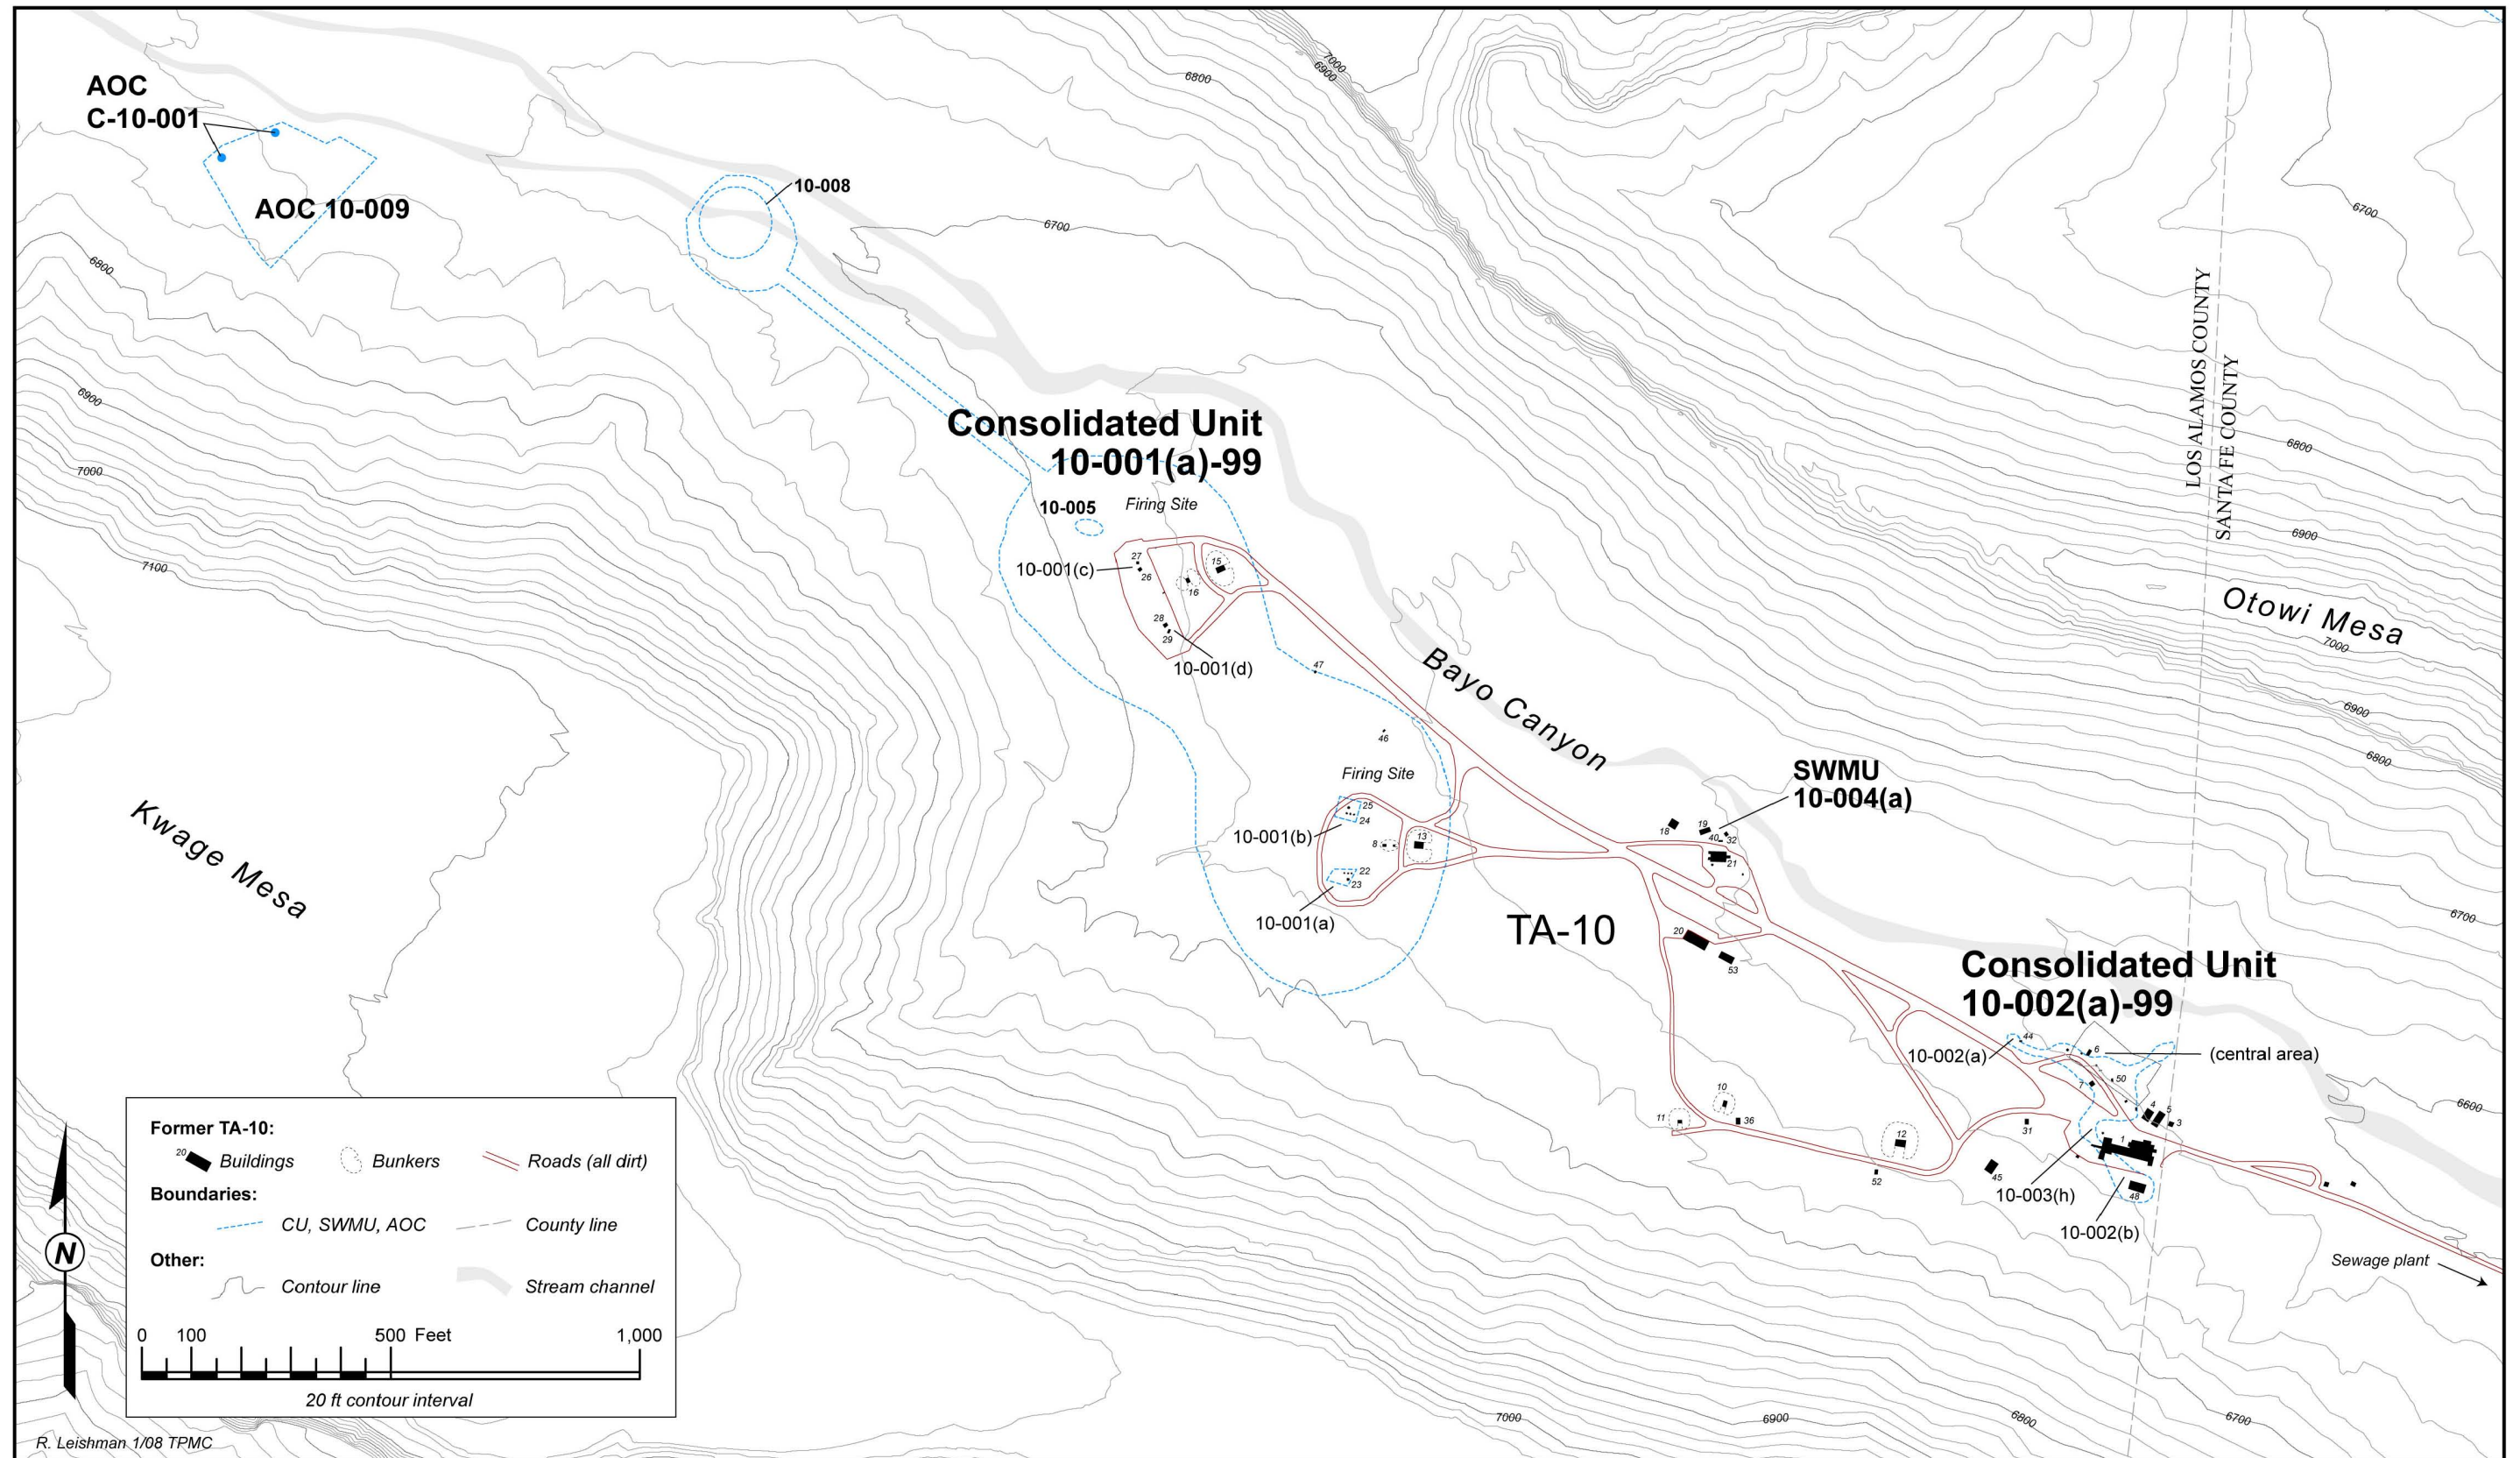 AOC
C-10-001
AOC 10-009
10-008
6800
7000
6900
6700
6700
6800
6900
7000
7100
LOS ALAMOS COUNTY
SANTA FE COUNTY
6800
6900
Otowi Mesa
7000
6900
6800
6700
6600
Consolidated Unit
10-001(a)-99
10-005
Firing Site
10-001(c)
27
26
15
16
28
29
10-001(d)
47
46
Bayo Canyon
Kwage Mesa
Firing Site
25
24
10-001(b)
8
13
22
23
10-001(a)
SWMU
10-004(a)
18
19
40
32
21
TA-10
20
53
Consolidated Unit
10-002(a)-99
44
10-002(a)
6
(central area)
7
50
4
5
3
1
10
11
36
12
31
52
45
10-003(h)
48
10-002(b)
Sewage plant
7000
6900
6800
6700
Former TA-10:
20
Buildings
Bunkers
Roads (all dirt)
Boundaries:
CU, SWMU, AOC
County line
Other:
Contour line
Stream channel
0 100 500 Feet 1,000
20 ft contour interval
N
R. Leishman 1/08 TPMC